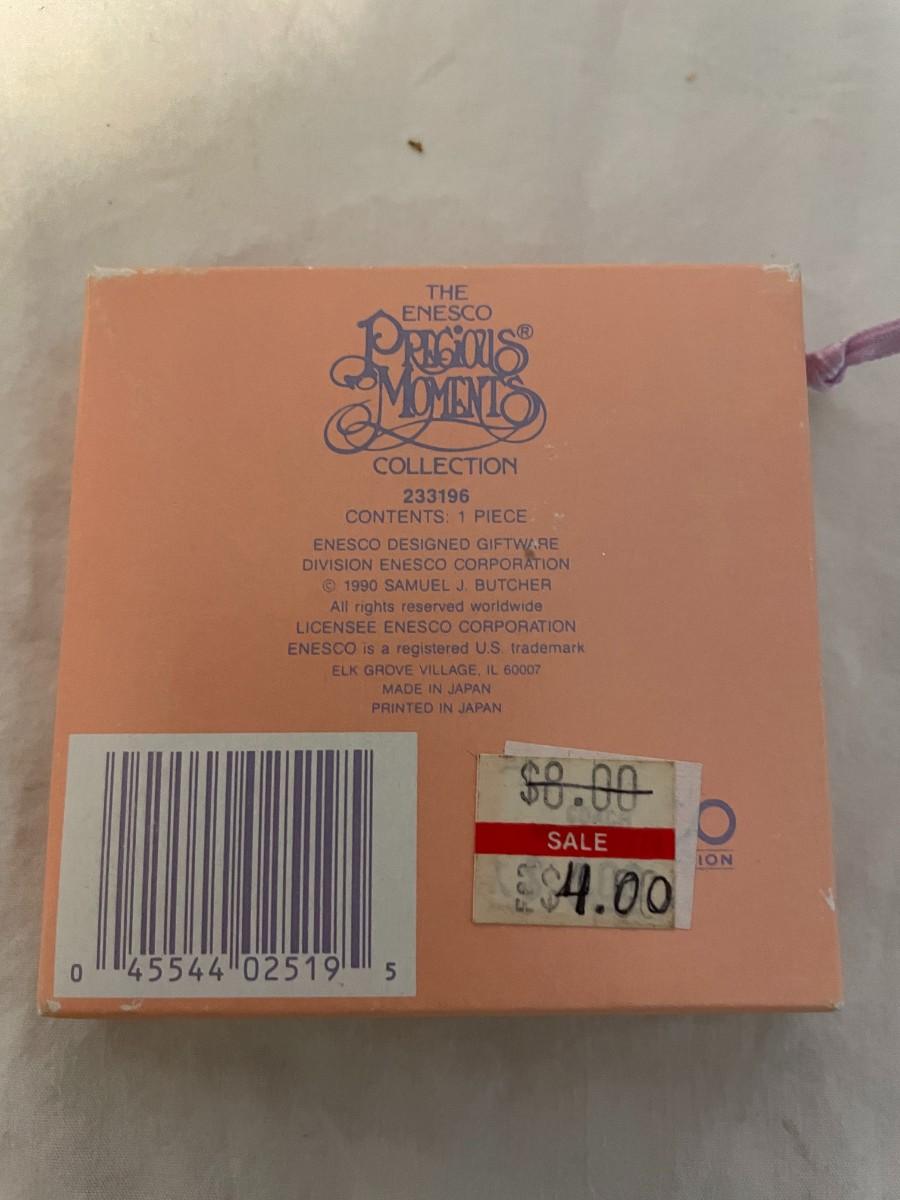 THE
ENESCO
PRECIOUS®
MOMENTS
COLLECTION
233196
CONTENTS: 1 PIECE
ENESCO DESIGNED GIFTWARE
DIVISION ENESCO CORPORATION
© 1990 SAMUEL J. BUTCHER
All rights reserved worldwide
LICENSEE ENESCO CORPORATION
ENESCO is a registered U.S. trademark
ELK GROVE VILLAGE, IL 60007
MADE IN JAPAN
PRINTED IN JAPAN
$8.00
SALE
4.00
O
ION
0 45544 02519 5